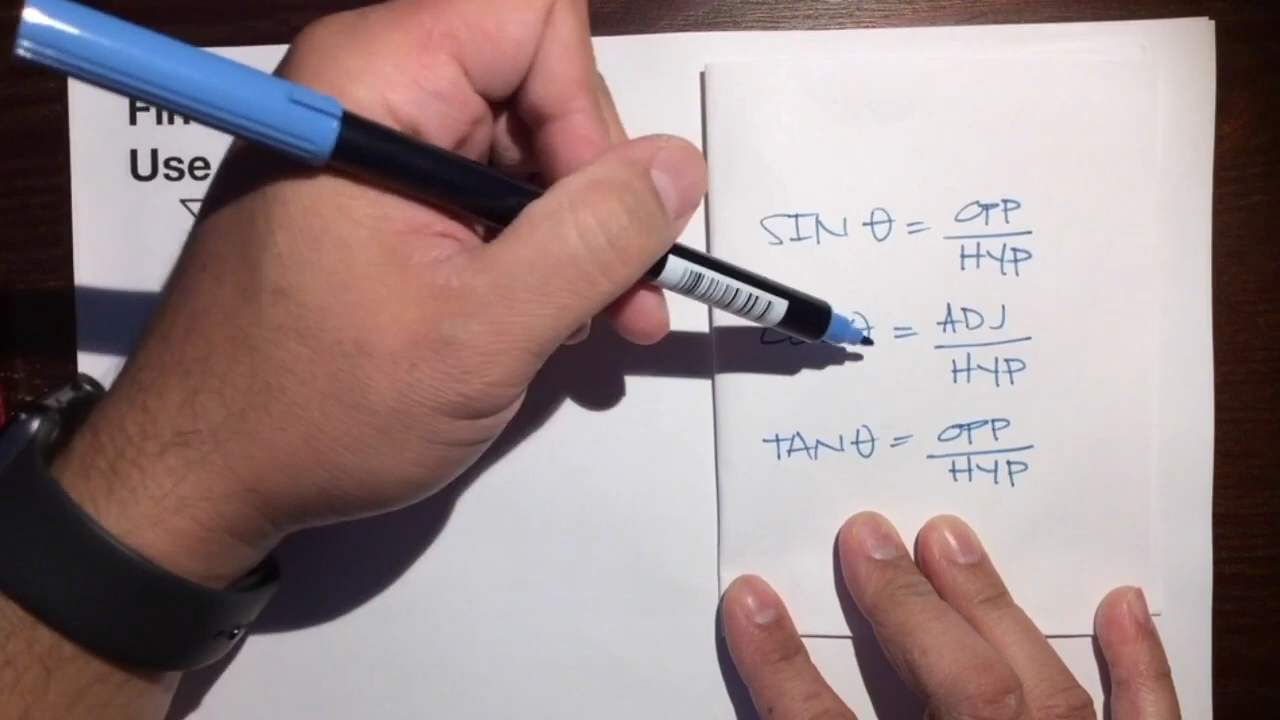 Use
SIN θ = OPP
HYP
θ = ADJ
HYP
TAN θ = OPP
HYP